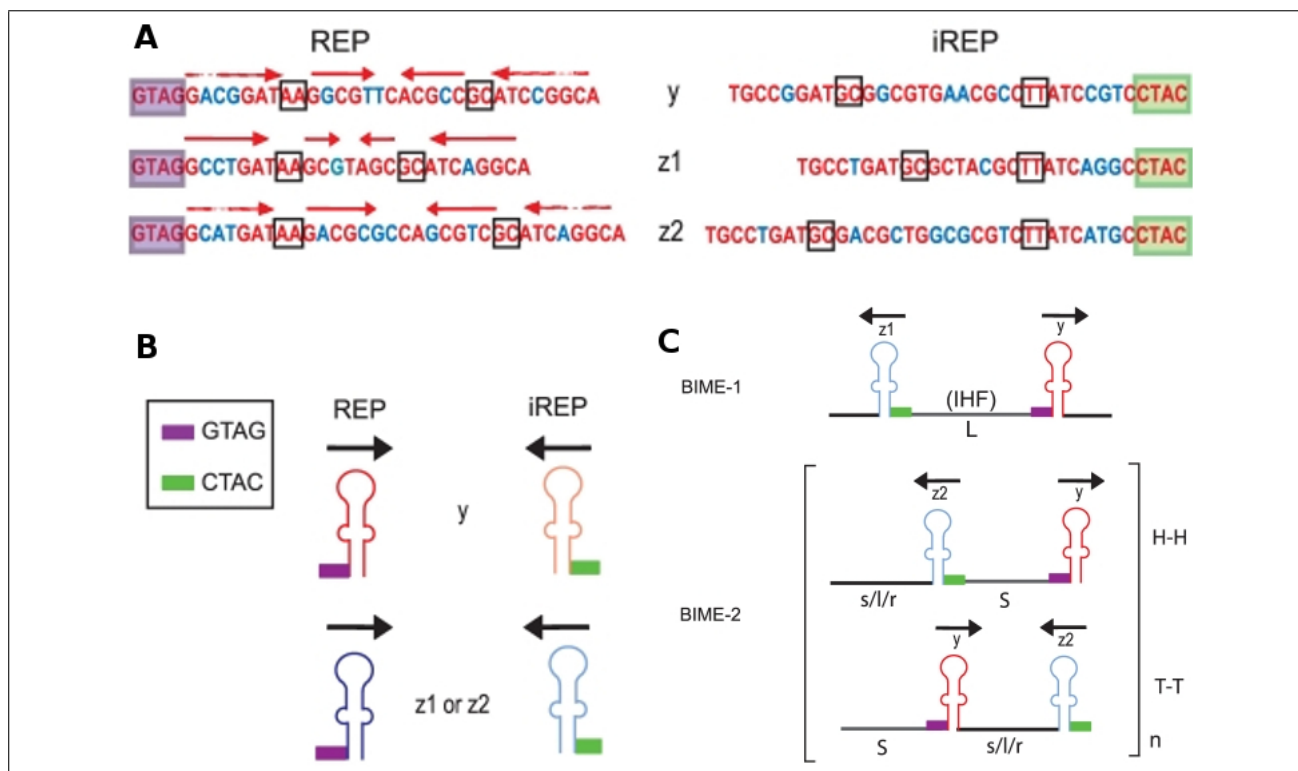 A
REP
iREP
GTAGGACGGATAAGGCGTTCACGCCGCATCCGGCA
y
TGCCGGATGCGGCGTGAACGCCTTATCCGTCCTAC
GTAGGCCTGATAAGCGTAGCGCATCAGGCA
z1
TGCCTGATGCGCTACGCTTATCAGGCCTAC
GTAGGCATGATAAGACGCGCCAGCGTCGCATCAGGCA
z2
TGCCTGATGCGACGCTGGCGCGTCTTATCATGCCTAC
B
GTAG
CTAC
REP
iREP
y
z1 or z2
C
BIME-1
z1
y
(IHF)
L
BIME-2
z2
y
H-H
s/l/r
S
y
z2
T-T
S
s/l/r
n